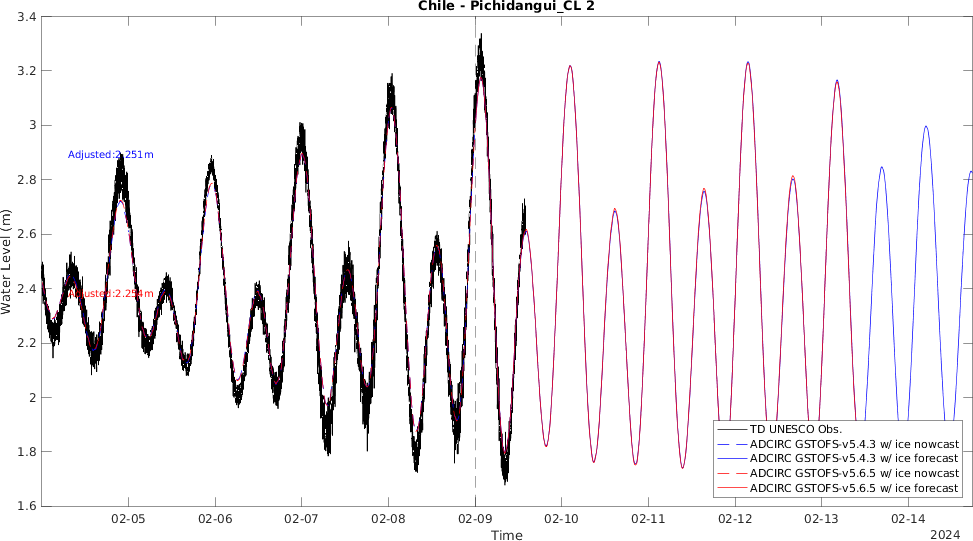 Chile - Pichidangui_CL 2
3.4
3.2
3
2.8
2.6
2.4
2.2
2
1.8
1.6
Water Level (m)
Adjusted:2.251m
Adjusted:2.254m
TD UNESCO Obs.
ADCIRC GSTOFS-v5.4.3 w/ ice nowcast
ADCIRC GSTOFS-v5.4.3 w/ ice forecast
ADCIRC GSTOFS-v5.6.5 w/ ice nowcast
ADCIRC GSTOFS-v5.6.5 w/ ice forecast
02-05 02-06 02-07 02-08 02-09 02-10 02-11 02-12 02-13 02-14
Time
2024